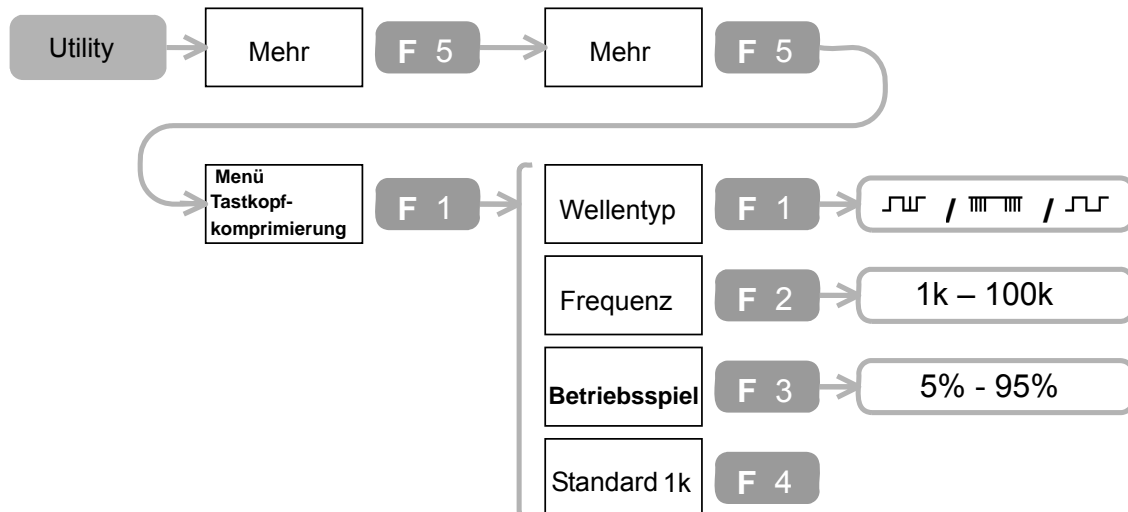 Utility Mehr F 5 Mehr F 5
Menü
Tastkopf-
komprimierung
F 1
Wellentyp F 1 / /
Frequenz F 2 1k – 100k
Betriebsspiel F 3 5% - 95%
Standard 1k F 4